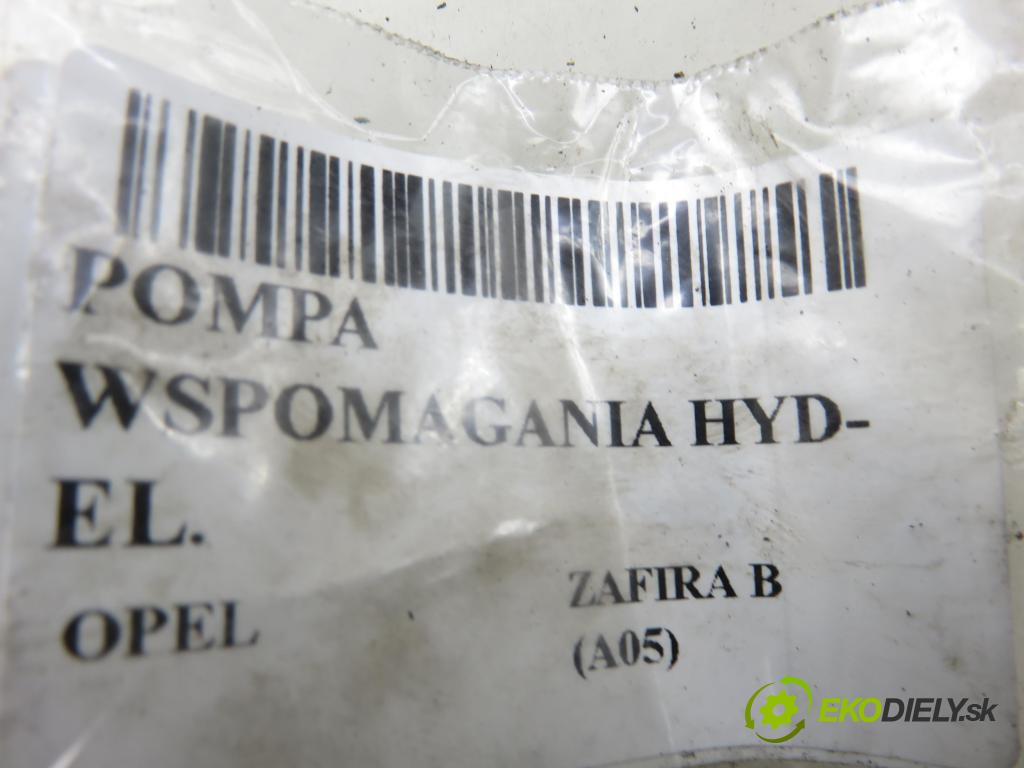 POMPA
WSPOMAGANIA HYD-
EL.
OPEL
ZAFIRA B
(A05)
EKODIELY.sk